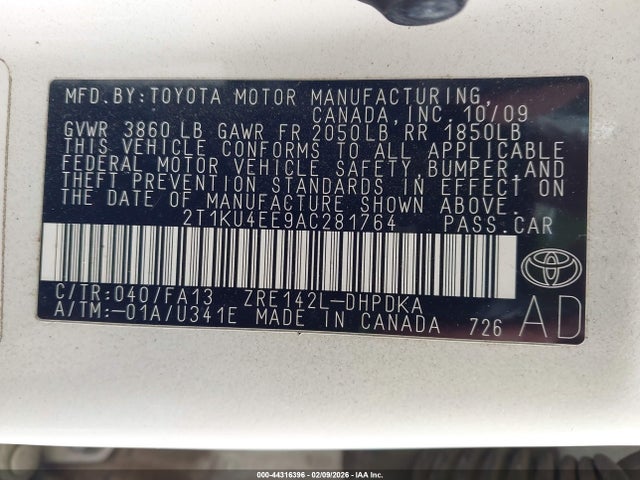 MFD. BY: TOYOTA MOTOR MANUFACTURING,
CANADA, INC. 10/09
GVWR 3860 LB GAWR FR 2050LB RR 1850LB
THIS VEHICLE CONFORMS TO ALL APPLICABLE
FEDERAL MOTOR VEHICLE SAFETY, BUMPER, AND
THEFT PREVENTION STANDARDS IN EFFECT ON
THE DATE OF MANUFACTURE SHOWN ABOVE.
2T1KU4EE9AC281764 PASS. CAR
C/TR: 040/FA13 ZRE142L-DHPDKA
A/TM: -01A/U341E MADE IN CANADA 726
AD
000-44316396 - 02/09/2026 - IAA Inc.